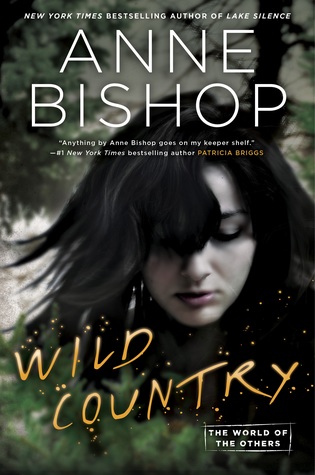 NEW YORK TIMES BESTSELLING AUTHOR OF LAKE SILENCE
ANNE
BISHOP
"Anything by Anne Bishop goes on my keeper shelf."
—#1 New York Times bestselling author PATRICIA BRIGGS
WILD
COUNTRY
THE WORLD OF
THE OTHERS